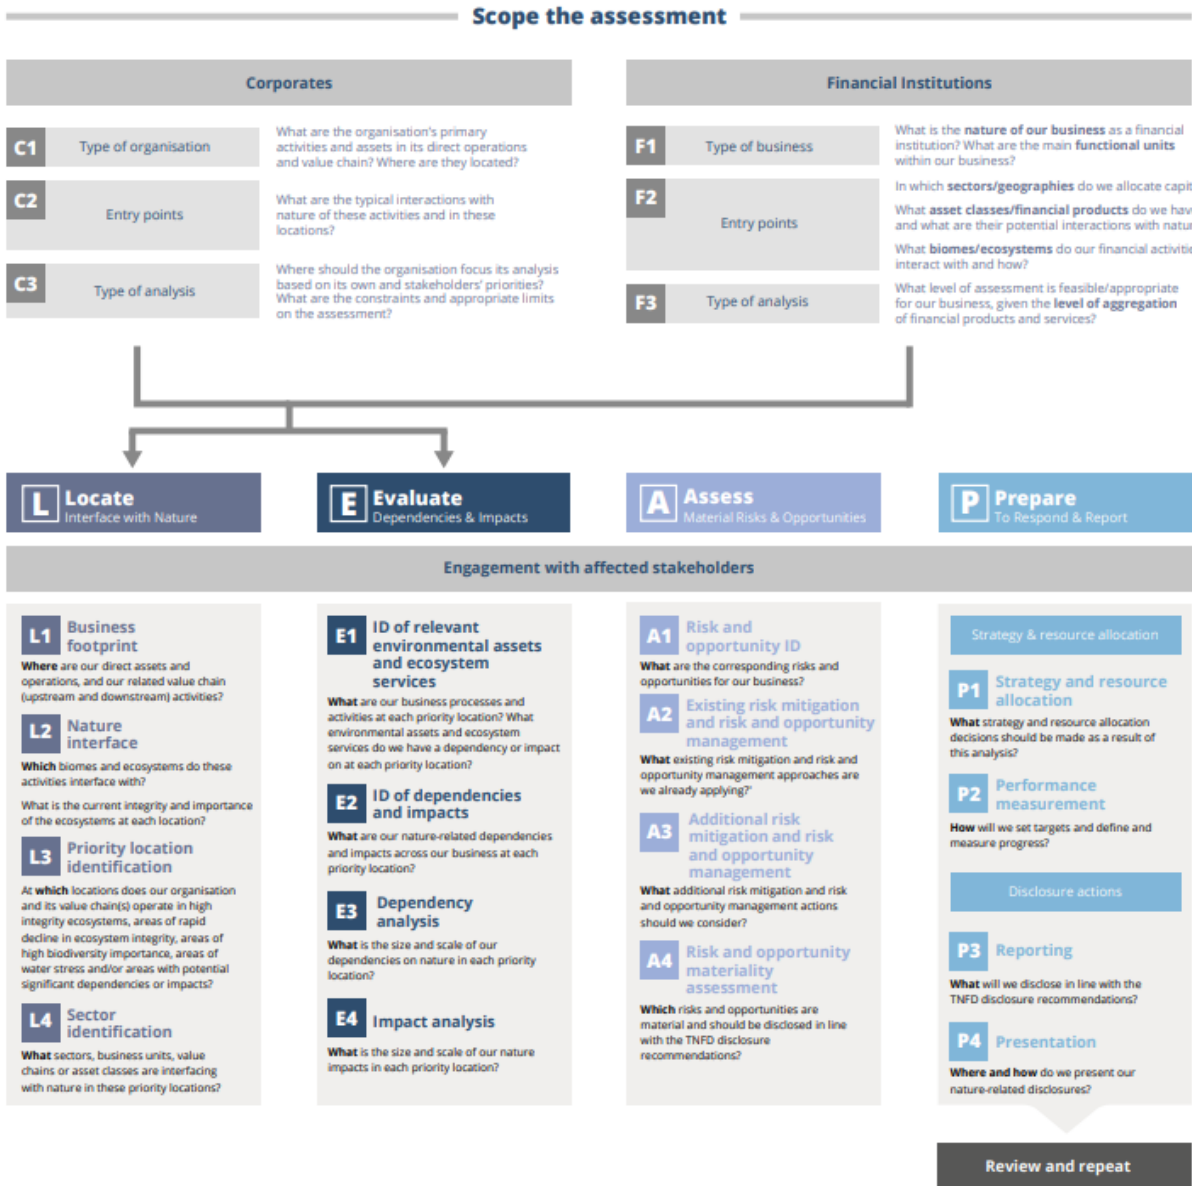 Scope the assessment
Corporates
C1
Type of organisation
What are the organisation's primary
activities and assets in its direct operations
and value chain? Where are they located?
C2
Entry points
What are the typical interactions with
nature of these activities and in these
locations?
C3
Type of analysis
Where should the organisation focus its analysis
based on its own and stakeholders' priorities?
What are the constraints and appropriate limits
on the assessment?
Financial Institutions
F1
Type of business
What is the nature of our business as a financial
institution? What are the main functional units
within our business?
F2
Entry points
In which sectors/geographies do we allocate capit
What asset classes/financial products do we hav
and what are their potential interactions with natur
What biomes/ecosystems do our financial activitie
interact with and how?
F3
Type of analysis
What level of assessment is feasible/appropriate
for our business, given the level of aggregation
of financial products and services?
L Locate
Interface with Nature
E Evaluate
Dependencies & Impacts
A Assess
Material Risks & Opportunities
P Prepare
To Respond & Report
Engagement with affected stakeholders
L1 Business
footprint
Where are our direct assets and
operations, and our related value chain
(upstream and downstream) activities?
L2 Nature
interface
Which biomes and ecosystems do these
activities interface with?
What is the current integrity and importance
of the ecosystems at each location?
L3 Priority location
identification
At which locations does our organisation
and its value chain(s) operate in high
integrity ecosystems, areas of rapid
decline in ecosystem integrity, areas of
high biodiversity importance, areas of
water stress and/or areas with potential
significant dependencies or impacts?
L4 Sector
identification
What sectors, business units, value
chains or asset classes are interfacing
with nature in these priority locations?
E1 ID of relevant
environmental assets
and ecosystem
services
What are our business processes and
activities at each priority location? What
environmental assets and ecosystem
services do we have a dependency or impact
on at each priority location?
E2 ID of dependencies
and impacts
What are our nature-related dependencies
and impacts across our business at each
priority location?
E3 Dependency
analysis
What is the size and scale of our
dependencies on nature in each priority
location?
E4 Impact analysis
What is the size and scale of our nature
impacts in each priority location?
A1 Risk and
opportunity ID
What are the corresponding risks and
opportunities for our business?
A2 Existing risk mitigation
and risk and opportunity
management
What existing risk mitigation and risk and
opportunity management approaches are
we already applying?'
A3 Additional risk
mitigation and risk
and opportunity
management
What additional risk mitigation and risk
and opportunity management actions
should we consider?
A4 Risk and opportunity
materiality
assessment
Which risks and opportunities are
material and should be disclosed in line
with the TNFD disclosure
recommendations?
Strategy & resource allocation
P1 Strategy and resource
allocation
What strategy and resource allocation
decisions should be made as a result of
this analysis?
P2 Performance
measurement
How will we set targets and define and
measure progress?
Disclosure actions
P3 Reporting
What will we disclose in line with the
TNFD disclosure recommendations?
P4 Presentation
Where and how do we present our
nature-related disclosures?
Review and repeat